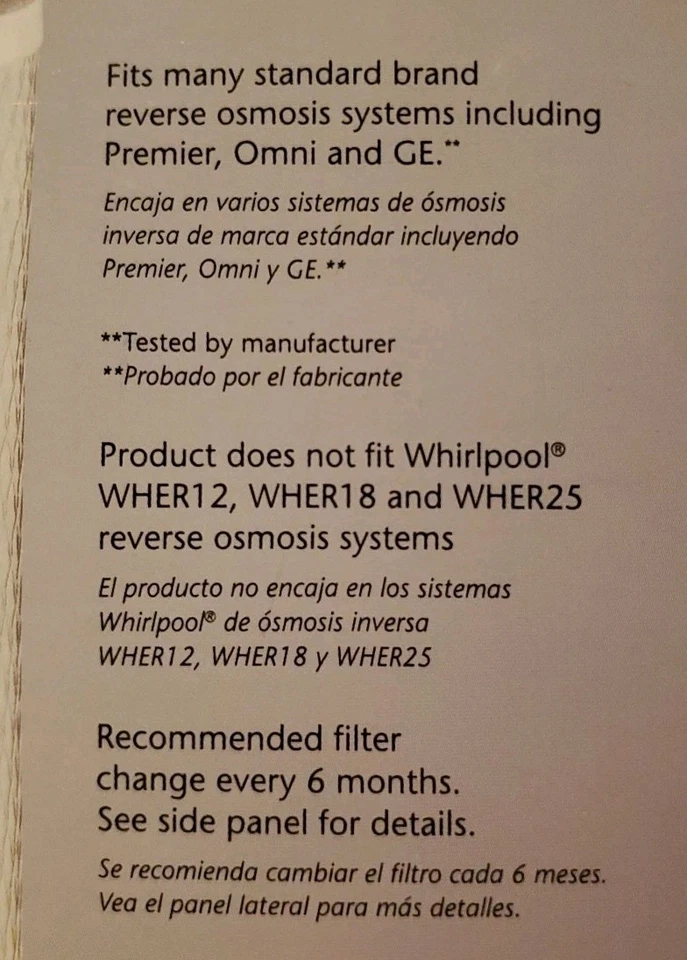 Fits many standard brand
reverse osmosis systems including
Premier, Omni and GE.**
Encaja en varios sistemas de ósmosis
inversa de marca estándar incluyendo
Premier, Omni y GE.**
**Tested by manufacturer
**Probado por el fabricante
Product does not fit Whirlpool®
WHER12, WHER18 and WHER25
reverse osmosis systems
El producto no encaja en los sistemas
Whirlpool® de ósmosis inversa
WHER12, WHER18 y WHER25
Recommended filter
change every 6 months.
See side panel for details.
Se recomienda cambiar el filtro cada 6 meses.
Vea el panel lateral para más detalles.